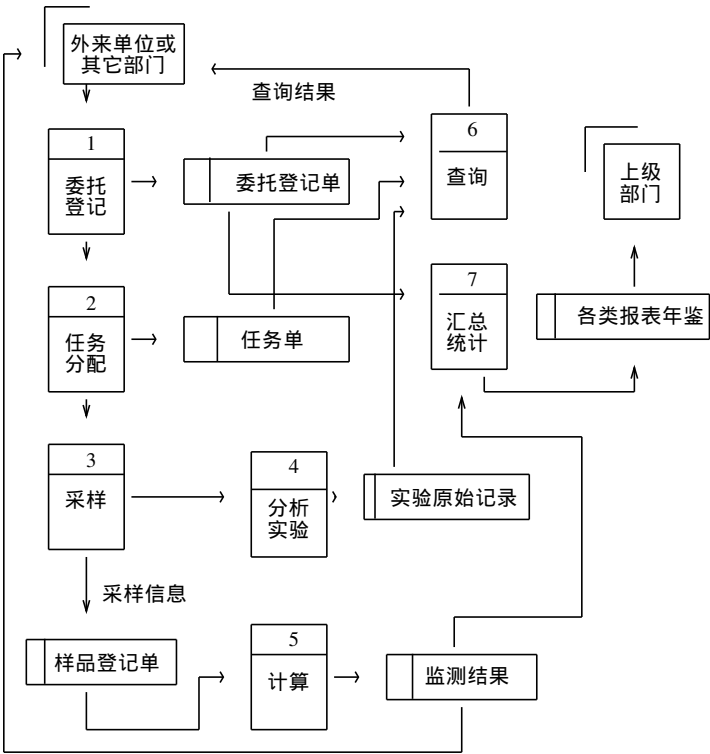 外来单位或
其它部门
查询结果
1
委托
登记
委托登记单
6
查询
上级
部门
2
任务
分配
任务单
7
汇总
统计
各类报表年鉴
3
采样
4
分析
实验
实验原始记录
采样信息
样品登记单
5
计算
监测结果